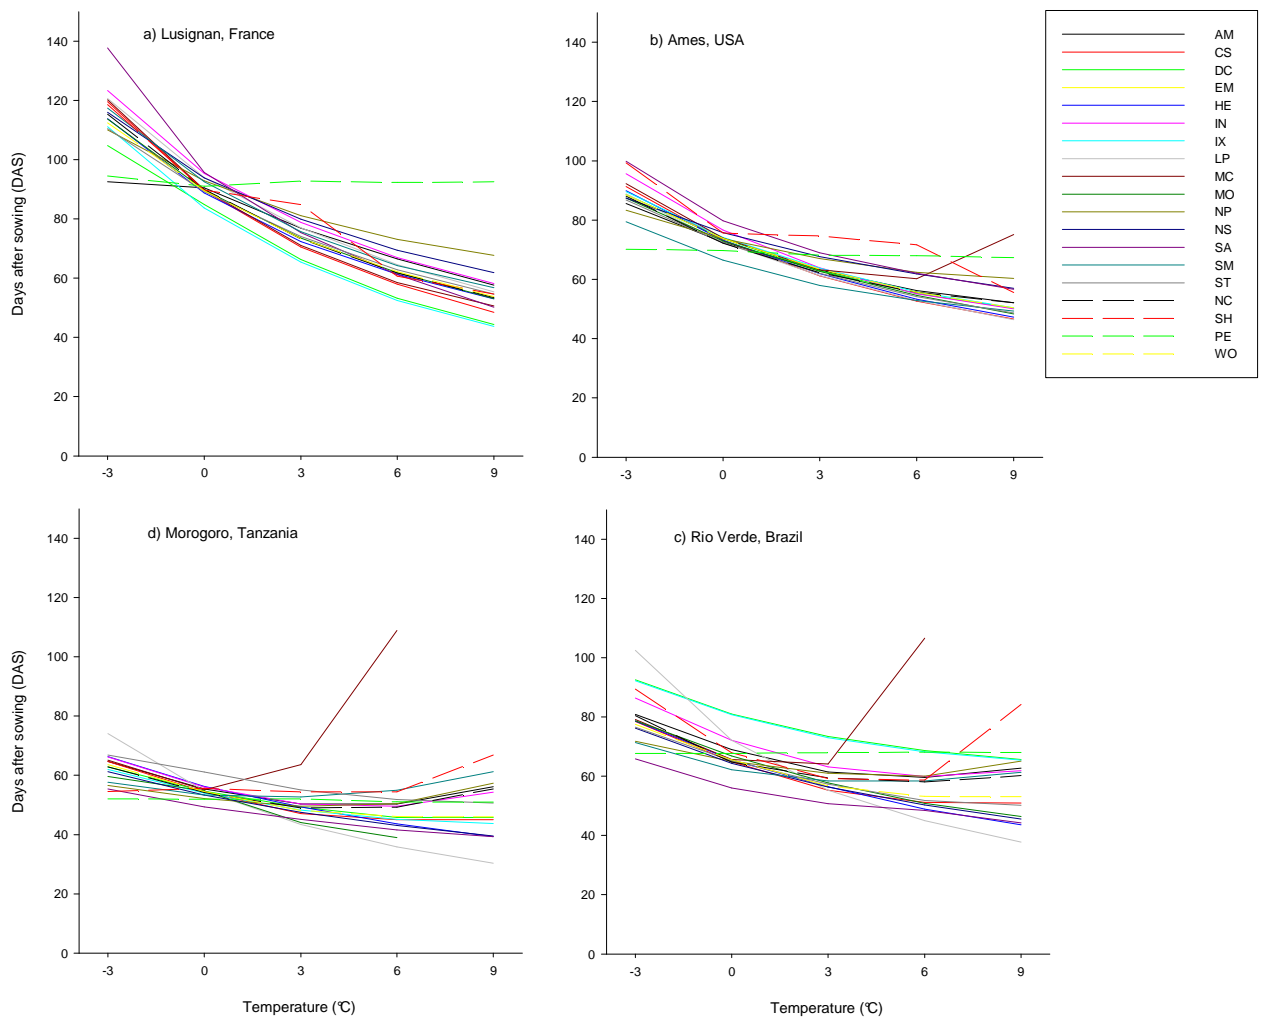 a) Lusignan, France
140
120
100
80
60
40
20
0
-3 0 3 6 9
Days after sowing (DAS)
b) Ames, USA
140
120
100
80
60
40
20
0
-3 0 3 6 9
AM
CS
DC
EM
HE
IN
IX
LP
MC
MO
NP
NS
SA
SM
ST
NC
SH
PE
WO
d) Morogoro, Tanzania
140
120
100
80
60
40
20
0
-3 0 3 6 9
Days after sowing (DAS)
Temperature (°C)
c) Rio Verde, Brazil
140
120
100
80
60
40
20
0
-3 0 3 6 9
Temperature (°C)